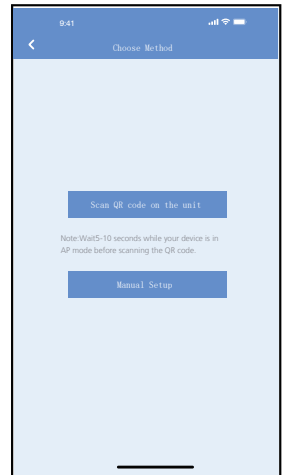 9:41
Choose Method
Scan QR code on the unit
Note:Wait5-10 seconds while your device is in
AP mode before scanning the QR code.
Manual Setup